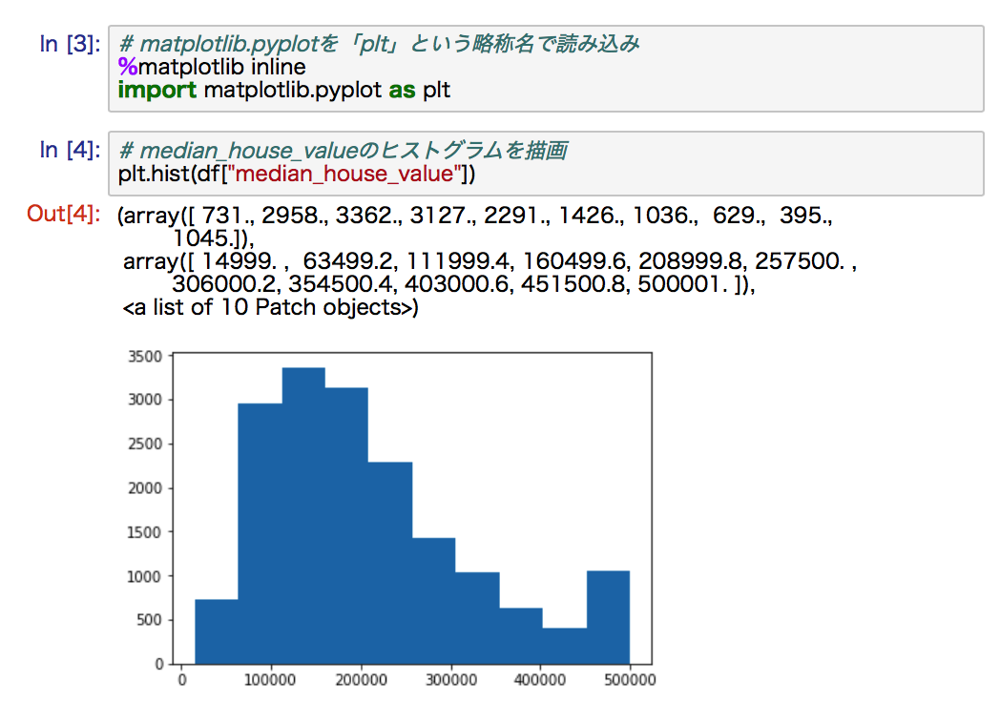 In [3]:
# matplotlib.pyplotを「plt」という略称名で読み込み
%matplotlib inline
import matplotlib.pyplot as plt
In [4]:
# median_house_valueのヒストグラムを描画
plt.hist(df["median_house_value"])
Out[4]:
(array([ 731., 2958., 3362., 3127., 2291., 1426., 1036.,  629.,  395.,
1045.]),
array([ 14999. ,  63499.2, 111999.4, 160499.6, 208999.8, 257500. ,
306000.2, 354500.4, 403000.6, 451500.8, 500001. ]),
<a list of 10 Patch objects>)
3500
3000
2500
2000
1500
1000
500
0
0 100000 200000 300000 400000 500000